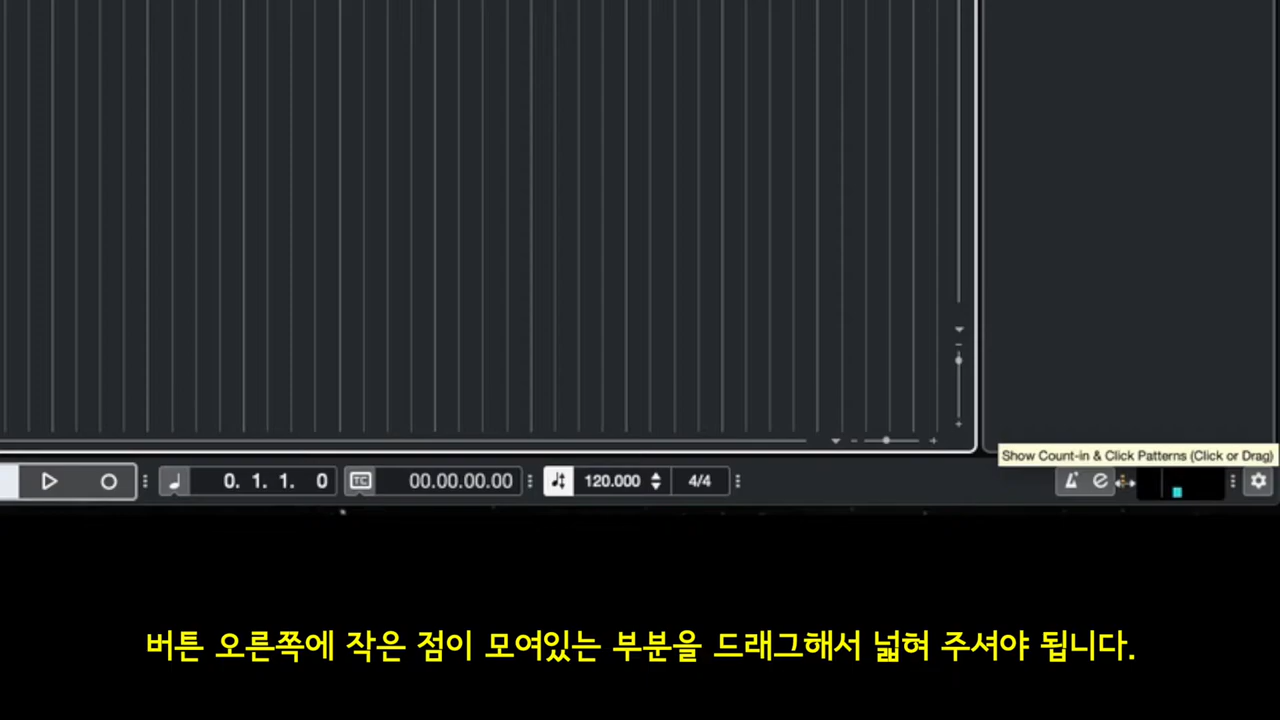 Show Count-in & Click Patterns (Click or Drag)
0. 1. 1. 0 TC 00.00.00.00 120.000 4/4
버튼 오른쪽에 작은 점이 모여있는 부분을 드래그해서 넓혀 주셔야 됩니다.